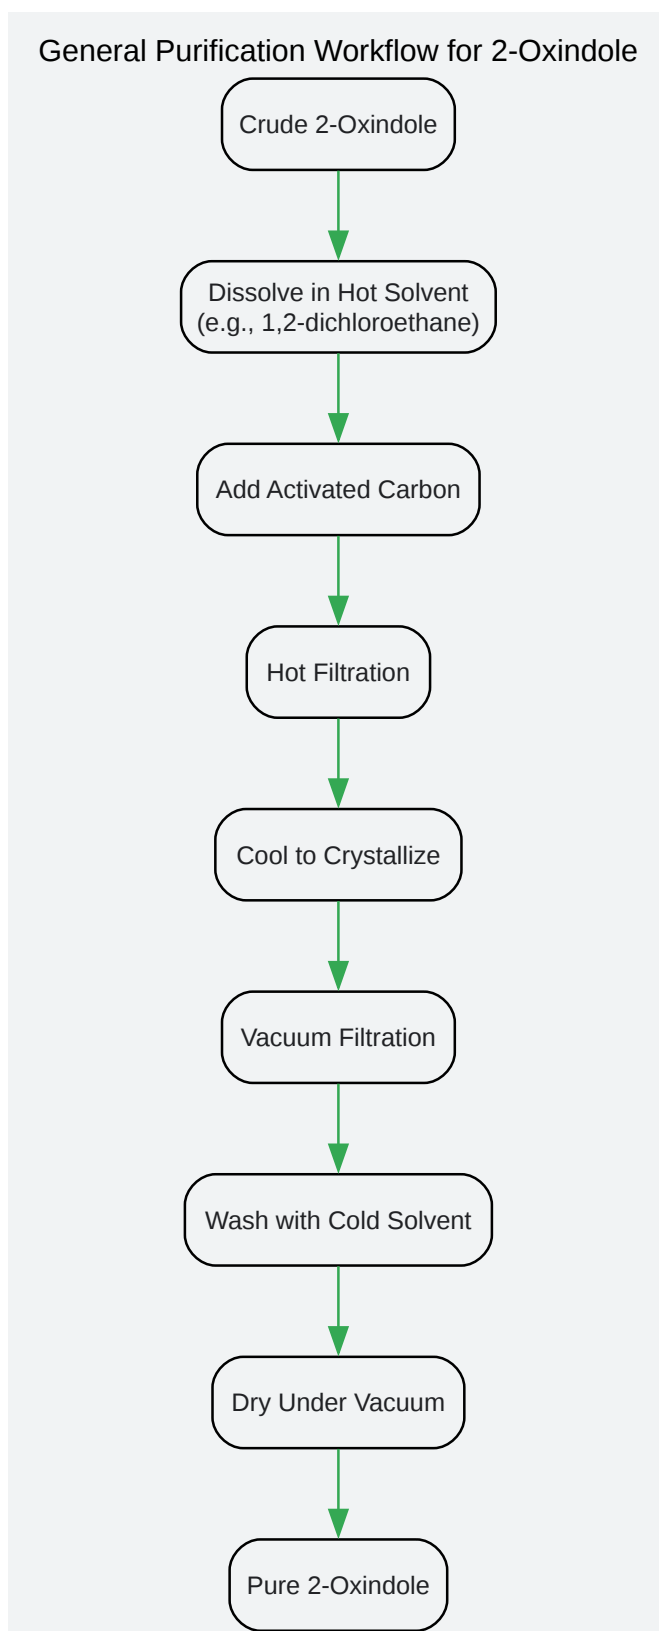 General Purification Workflow for 2-Oxindole
Crude 2-Oxindole
Dissolve in Hot Solvent
(e.g., 1,2-dichloroethane)
Add Activated Carbon
Hot Filtration
Cool to Crystallize
Vacuum Filtration
Wash with Cold Solvent
Dry Under Vacuum
Pure 2-Oxindole